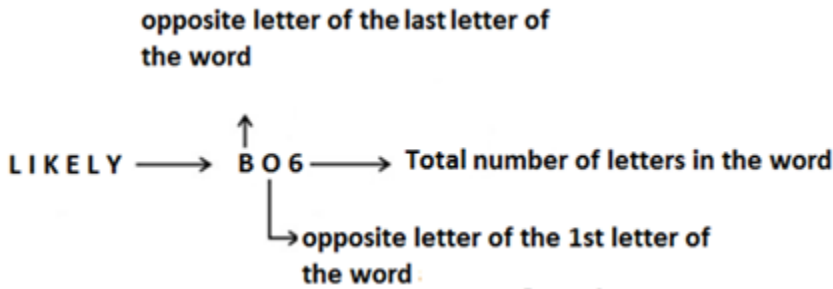 opposite letter of the last letter of
the word
LIKELY BO6 Total number of letters in the word
opposite letter of the 1st letter of
the word